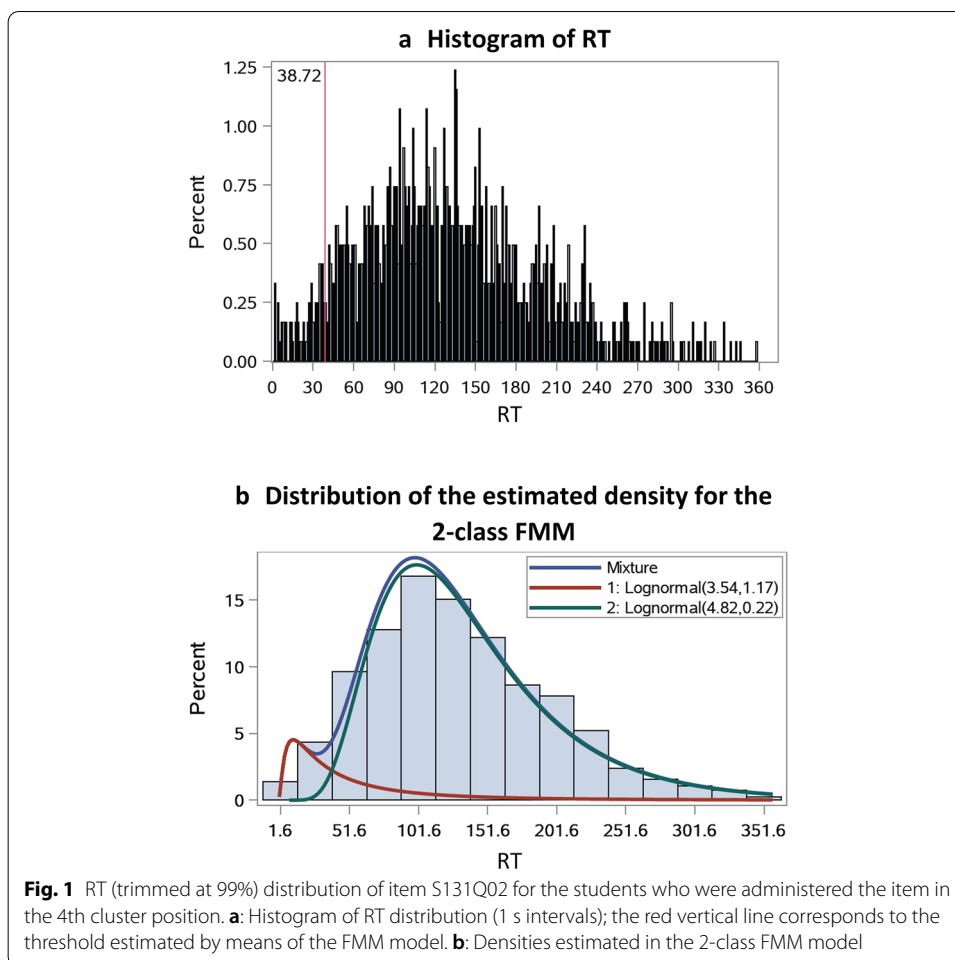 a Histogram of RT
1.25
1.00
0.75
0.50
0.25
0.00
Percent
38.72
0 30 60 90 120 150 180 210 240 270 300 330 360
RT
b Distribution of the estimated density for the
2-class FMM
15
10
5
0
Percent
Mixture
1: Lognormal(3.54,1.17)
2: Lognormal(4.82,0.22)
1.6 51.6 101.6 151.6 201.6 251.6 301.6 351.6
RT
Fig. 1 RT (trimmed at 99%) distribution of item S131Q02 for the students who were administered the item in
the 4th cluster position. a: Histogram of RT distribution (1 s intervals); the red vertical line corresponds to the
threshold estimated by means of the FMM model. b: Densities estimated in the 2-class FMM model